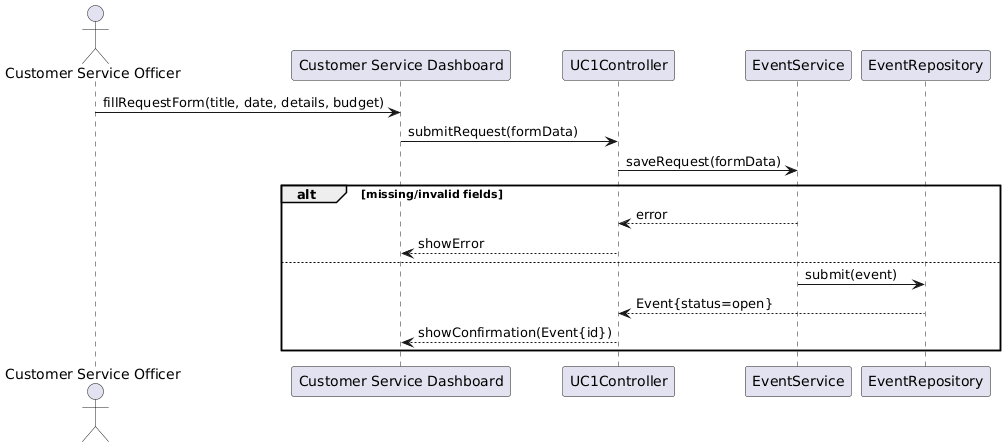 Customer Service Officer
Customer Service Dashboard
UC1Controller
EventService
EventRepository
fillRequestForm(title, date, details, budget)
submitRequest(formData)
saveRequest(formData)
alt
[missing/invalid fields]
error
showError
submit(event)
Event{status=open}
showConfirmation(Event{id})
Customer Service Officer
Customer Service Dashboard
UC1Controller
EventService
EventRepository